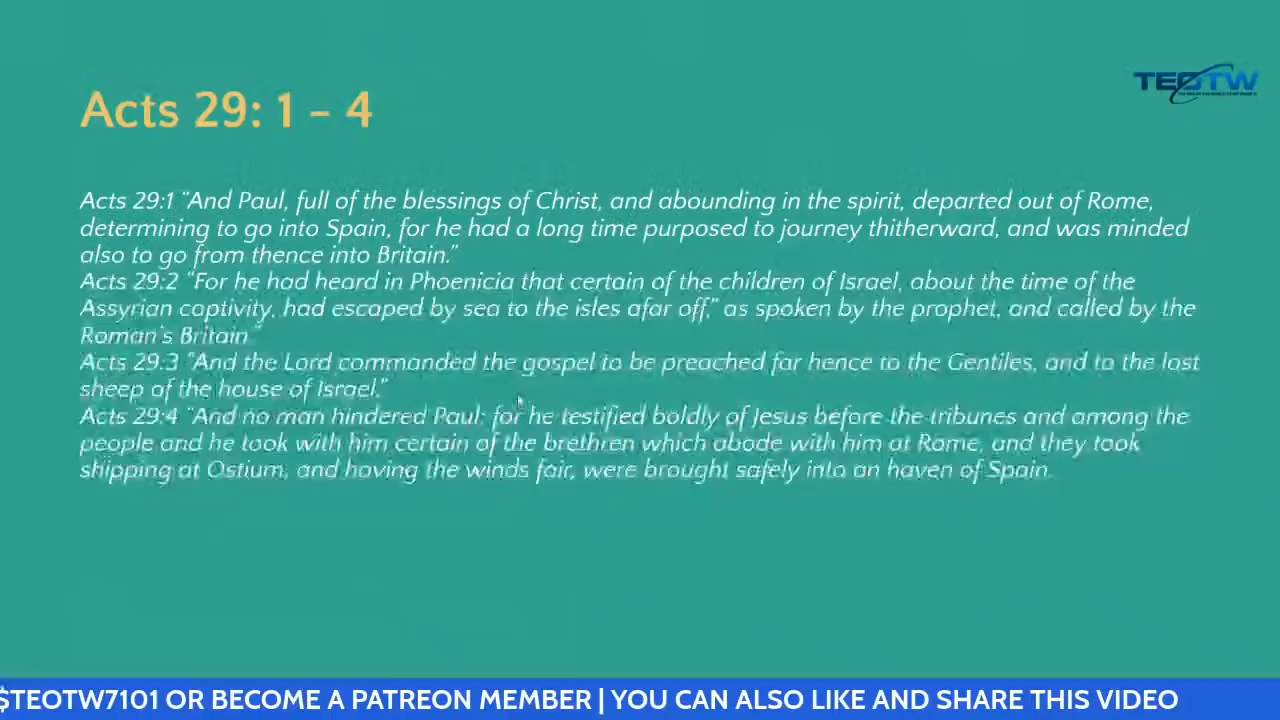 Acts 29: 1 – 4
TEOTW
Acts 29:1 “And Paul, full of the blessings of Christ, and abounding in the spirit, departed out of Rome,
determining to go into Spain, for he had a long time purposed to journey thitherward, and was minded
also to go from thence into Britain.”
Acts 29:2 “For he had heard in Phoenicia that certain of the children of Israel, about the time of the
Assyrian captivity, had escaped by sea to the isles afar off,” as spoken by the prophet, and called by the
Roman’s Britain.”
Acts 29:3 “And the Lord commanded the gospel to be preached far hence to the Gentiles, and to the lost
sheep of the house of Israel.”
Acts 29:4 “And no man hindered Paul; for he testified boldly of Jesus before the tribunes and among the
people and he took with him certain of the brethren which abode with him at Rome, and they took
shipping at Ostium, and having the winds fair, were brought safely into an haven of Spain.
$TEOTW7101 OR BECOME A PATREON MEMBER | YOU CAN ALSO LIKE AND SHARE THIS VIDEO